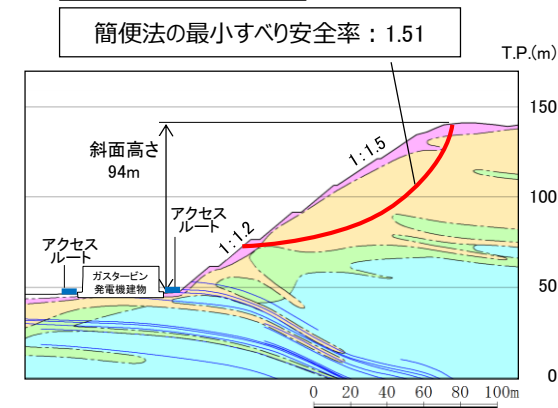 簡便法の最小すべり安全率：1.51
T.P.(m)
150
斜面高さ
94m
1：1.5
100
アクセス
ルート
1：1.2
アクセス
ルート
ガスタービン
発電機建物
50
0
0 20 40 60 80 100m